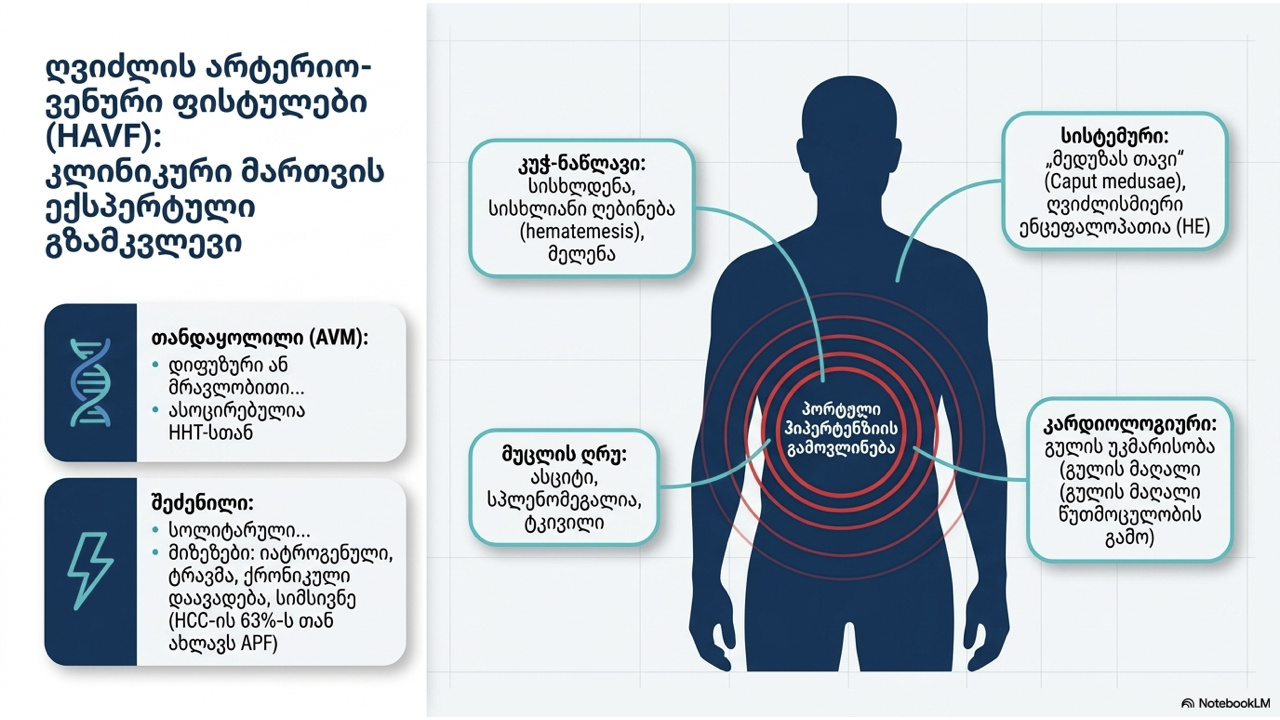 ღვიძლის არტერიო-
ვენური ფისტულები
(HAVF):
კლინიკური მართვის
ექსპერტული
გზამკვლევი
თანდაყოლილი (AVM):
• დიფუზური ან
მრავლობითი...
• ასოცირებულია
HHT-სთან
შეძენილი:
• სოლიტარული...
• მიზეზები: იატროგენული,
ტრავმა, ქრონიკული
დაავადება, სიმსივნე
(HCC-ის 63%-ს თან
ახლავს APF)
კუჭ-ნაწლავი:
სისხლდენა,
სისხლიანი ღებინება
(hematemesis),
მელენა
სისტემური:
„მედუზას თავი“
(Caput medusae),
ღვიძლისმიერი
ენცეფალოპათია (HE)
პორტული
ჰიპერტენზიის
გამოვლინება
მუცლის ღრუ:
ასციტი,
სპლენომეგალია,
ტკივილი
კარდიოლოგიური:
გულის უკმარისობა
(გულის მაღალი
(გულის მაღალი
წუთმოცულობის
გამო)
NotebookLM